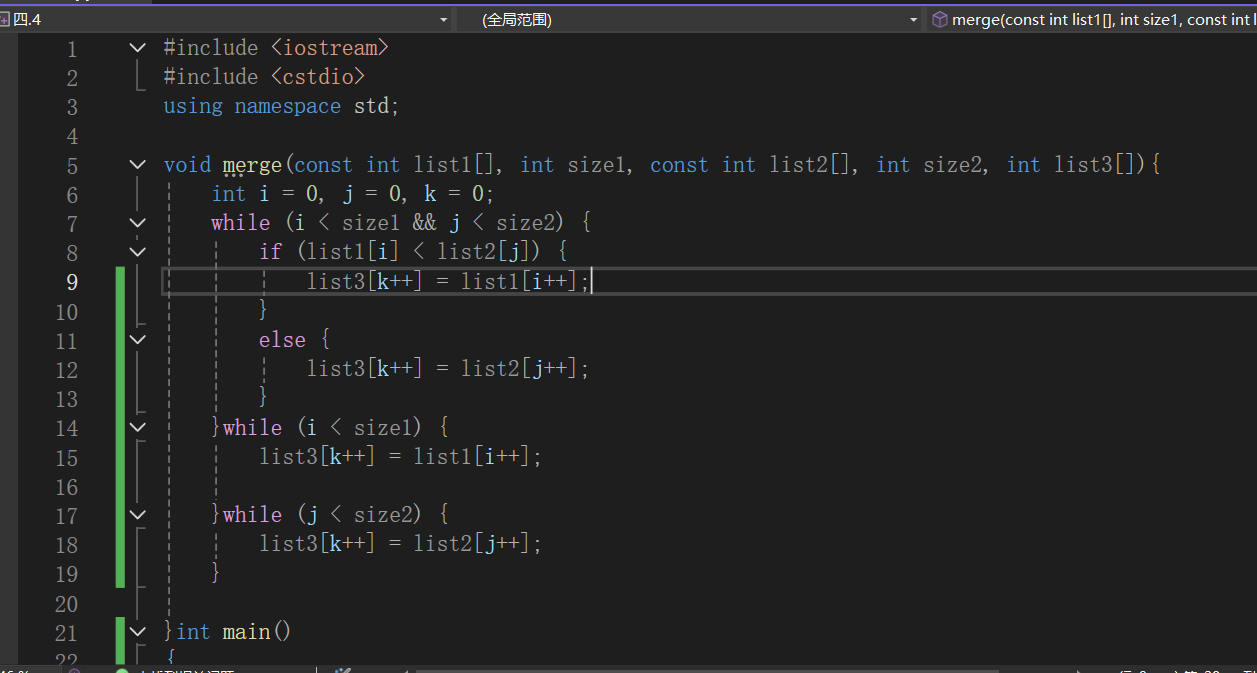 四.4 (全局范围) merge(const int list1[], int size1, const int l
1 #include <iostream>
2 #include <cstdio>
3 using namespace std;
4
5 void merge(const int list1[], int size1, const int list2[], int size2, int list3[]){
6 int i = 0, j = 0, k = 0;
7 while (i < size1 && j < size2) {
8 if (list1[i] < list2[j]) {
9 list3[k++] = list1[i++];
10 }
11 else {
12 list3[k++] = list2[j++];
13 }
14 }while (i < size1) {
15 list3[k++] = list1[i++];
16
17 }while (j < size2) {
18 list3[k++] = list2[j++];
19 }
20
21 }int main()
22 {